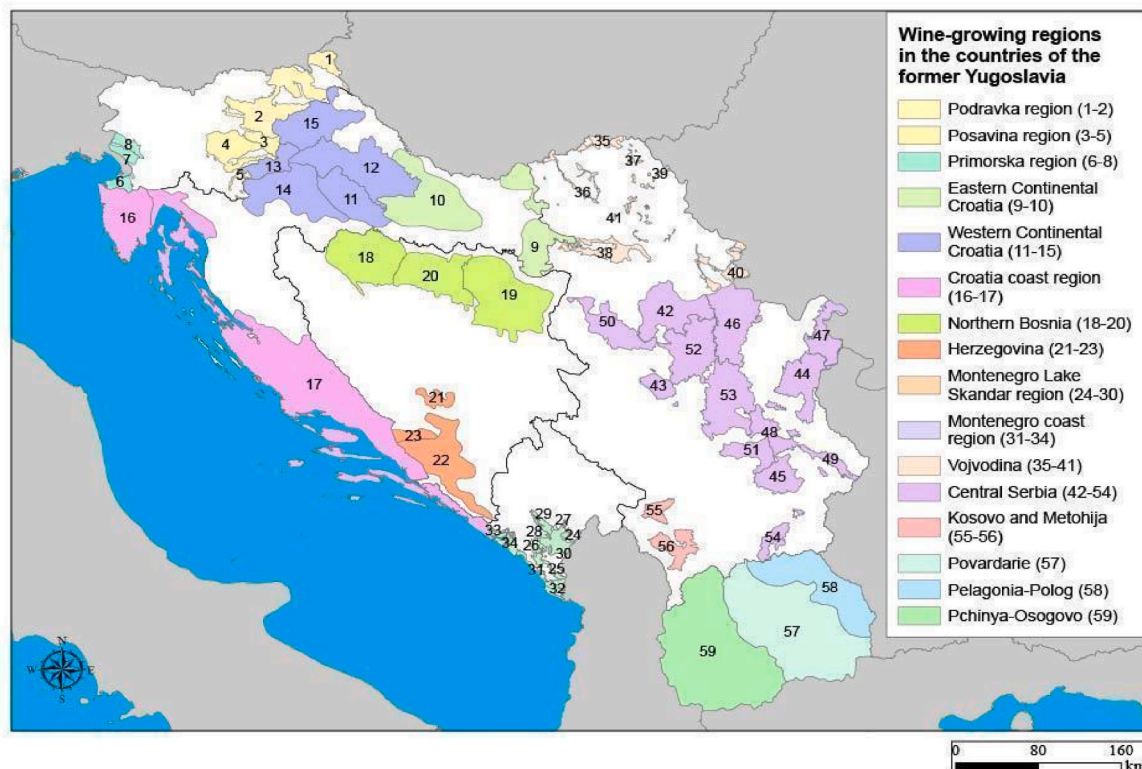 Wine-growing regions
in the countries of the
former Yugoslavia
Podravka region (1-2)
Posavina region (3-5)
Primorska region (6-8)
Eastern Continental
Croatia (9-10)
Western Continental
Croatia (11-15)
Croatia coast region
(16-17)
Northern Bosnia (18-20)
Herzegovina (21-23)
Montenegro Lake
Skandar region (24-30)
Montenegro coast
region (31-34)
Vojvodina (35-41)
Central Serbia (42-54)
Kosovo and Metohija
(55-56)
Povardarie (57)
Pelagonia-Polog (58)
Pchinya-Osogovo (59)
1
2
15
3
4
8
7
13
12
5
6
14
11
10
16
35
37
39
36
41
9
38
40
18
20
19
50
42
46
47
52
44
43
53
17
21
48
23
51
49
22
45
29
27
55
33
28
24
34
26
54
56
30
31
25
32
58
57
59
N
W
E
S
0
80
160
km